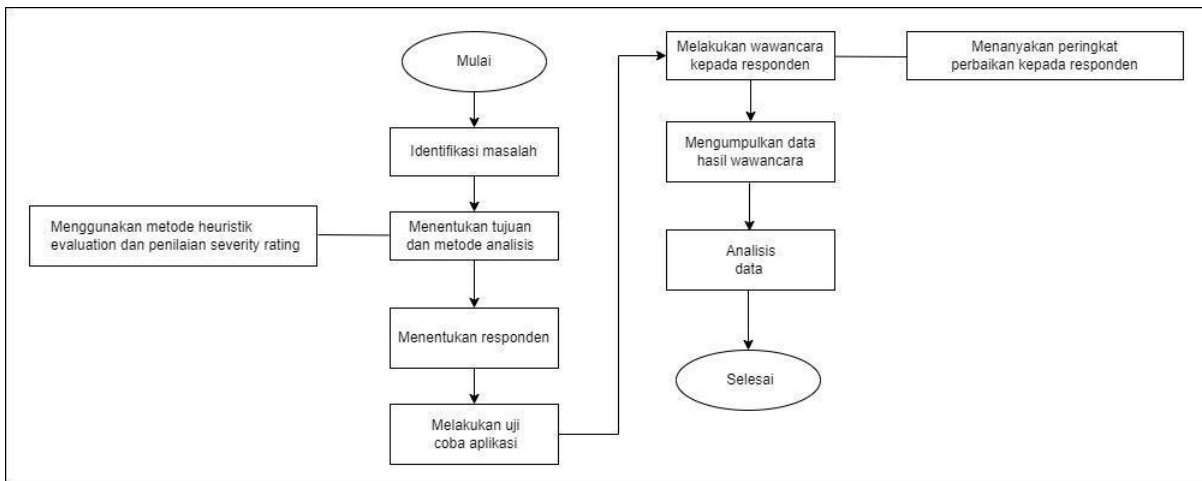 Mulai
Identifikasi masalah
Menentukan tujuan
dan metode analisis
Menggunakan metode heuristik
evaluation dan penilaian severity rating
Menentukan responden
Melakukan uji
coba aplikasi
Melakukan wawancara
kepada responden
Menanyakan peringkat
perbaikan kepada responden
Mengumpulkan data
hasil wawancara
Analisis
data
Selesai